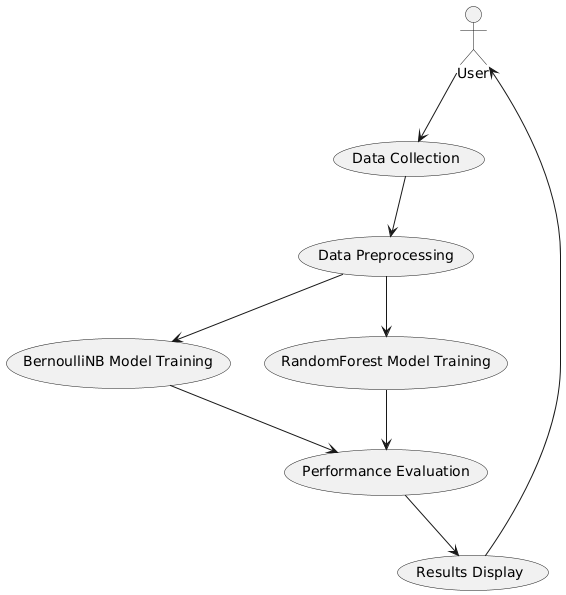 User
Data Collection
Data Preprocessing
BernoulliNB Model Training
RandomForest Model Training
Performance Evaluation
Results Display